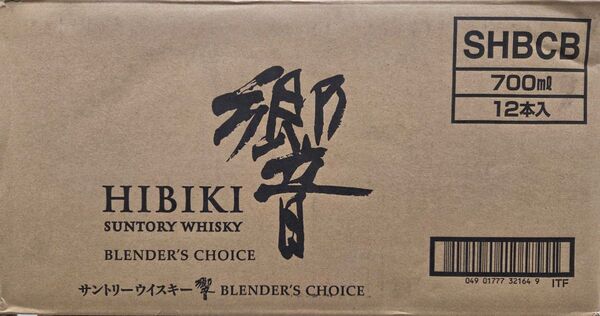 SHBCB
700ml
12本入
響
HIBIKI
SUNTORY WHISKY
BLENDER'S CHOICE
サントリーウイスキー 響 BLENDER'S CHOICE
049 01777 32164 9 ITF